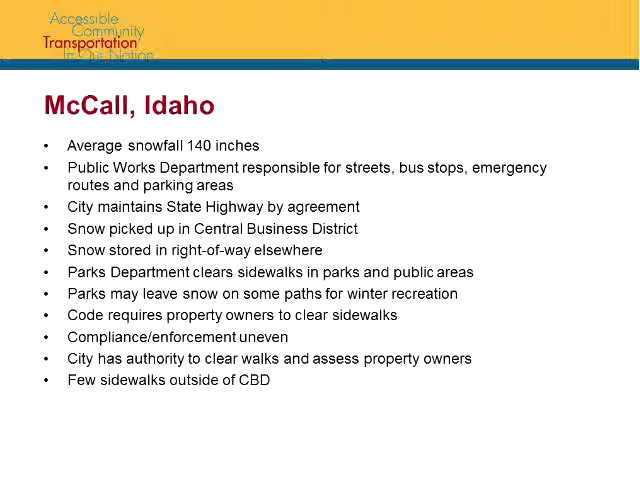 Accessible
Community
Transportation
In Our Nation
McCall, Idaho
• Average snowfall 140 inches
• Public Works Department responsible for streets, bus stops, emergency
routes and parking areas
• City maintains State Highway by agreement
• Snow picked up in Central Business District
• Snow stored in right-of-way elsewhere
• Parks Department clears sidewalks in parks and public areas
• Parks may leave snow on some paths for winter recreation
• Code requires property owners to clear sidewalks
• Compliance/enforcement uneven
• City has authority to clear walks and assess property owners
• Few sidewalks outside of CBD